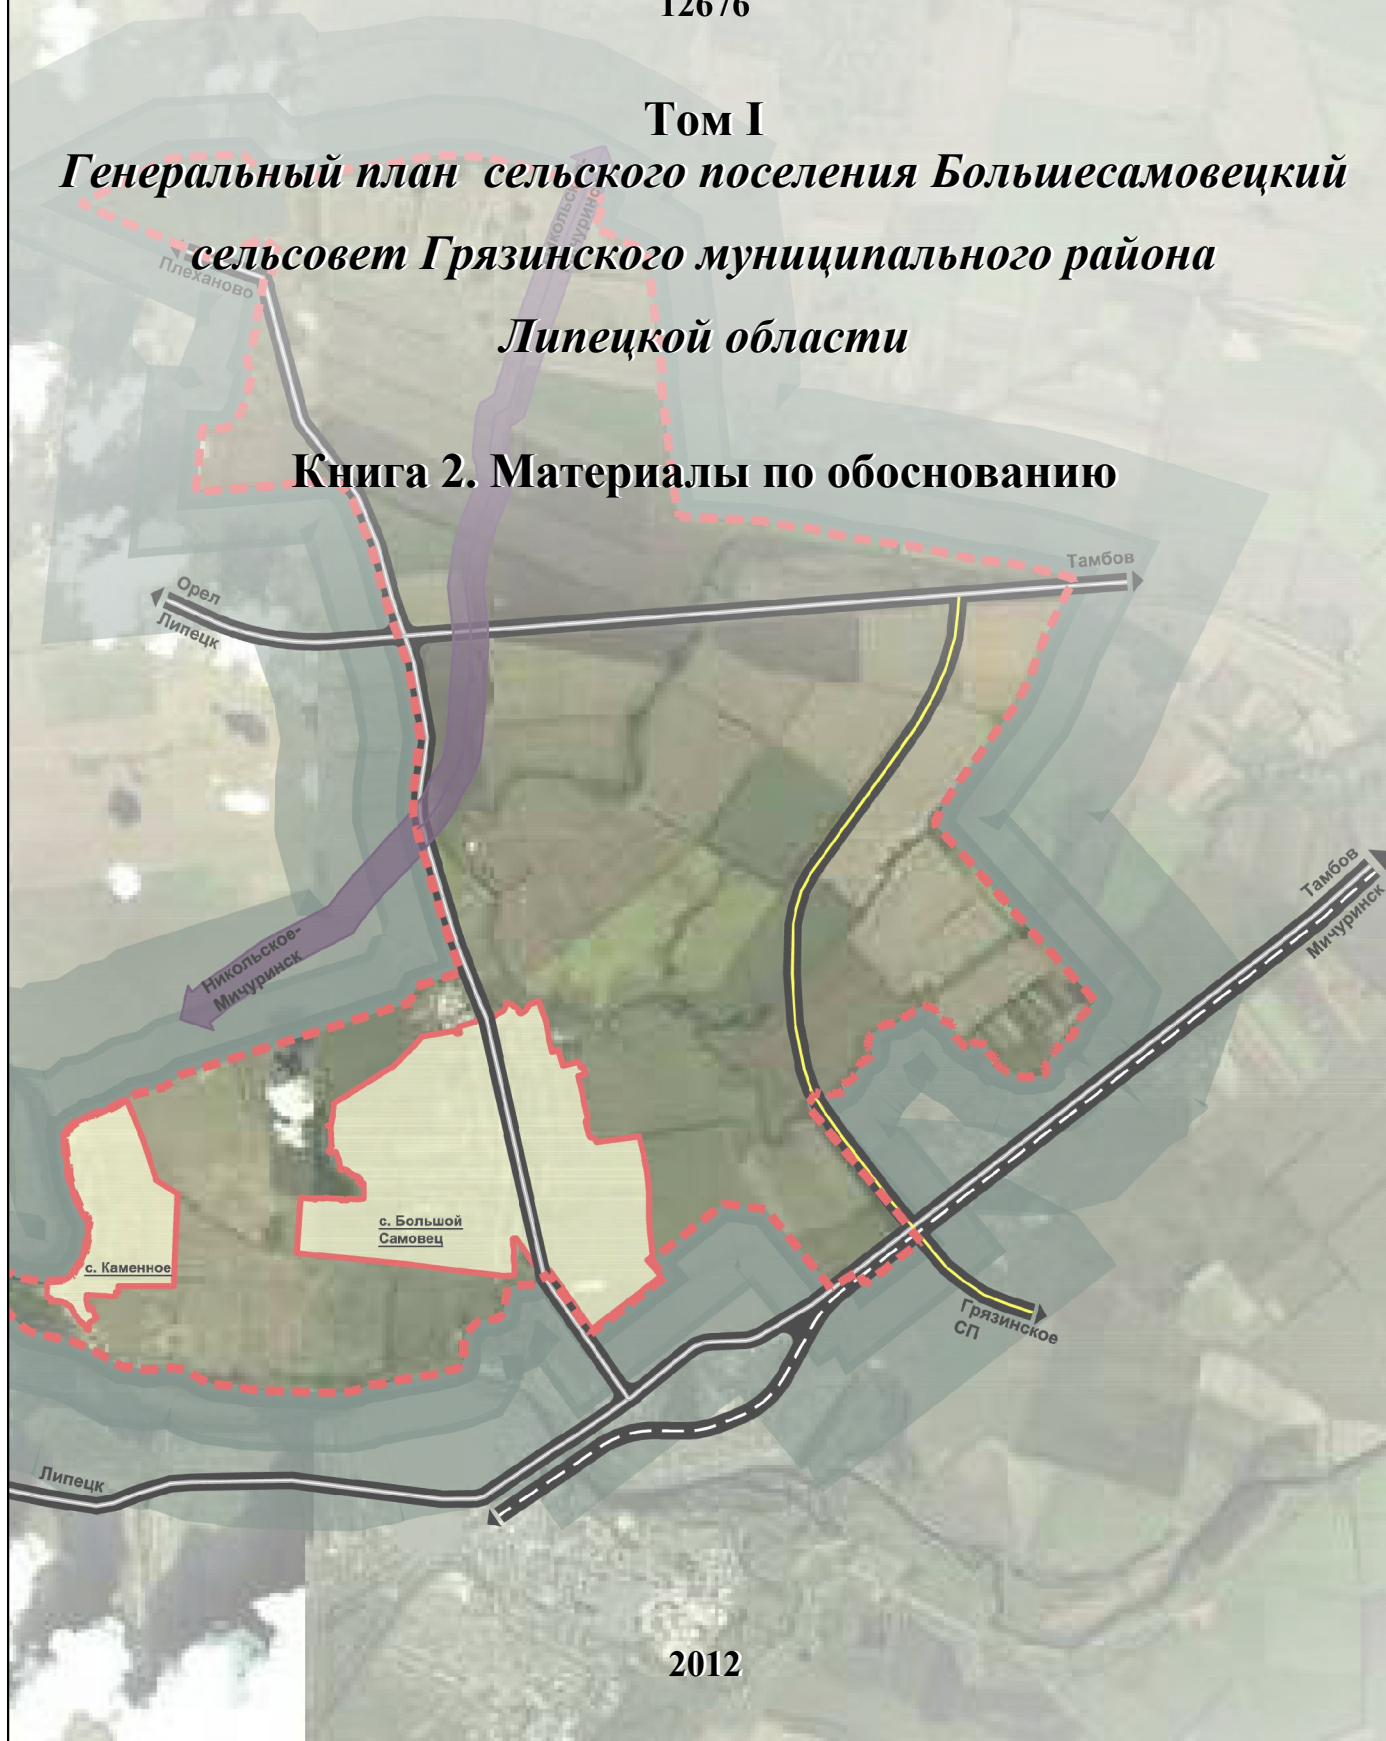 12676
Том I
Генеральный план сельского поселения Большесамовецкий
сельсовет Грязинского муниципального района
Плеханово
Липецкой области
Книга 2. Материалы по обоснованию
Тамбов
Орел
Липецк
Тамбов
Мичуринск
Никольское-
Мичуринск
с. Большой
Самовец
с. Каменное
Грязинское
СП
Липецк
2012